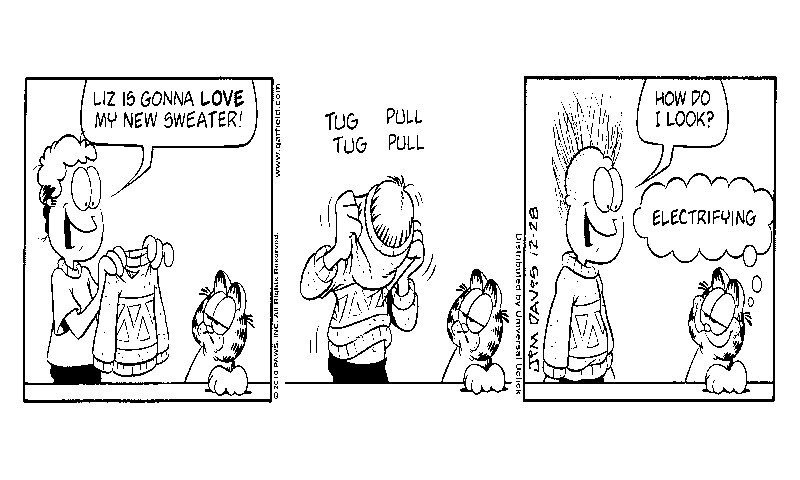 LIZ IS GONNA LOVE
MY NEW SWEATER!
© 2010 PAWS, INC. All Rights Reserved.
www.garfield.com
TUG PULL
TUG PULL
Distributed by Universal Uclick
JIM DAVIS 12-28
HOW DO
I LOOK?
ELECTRIFYING